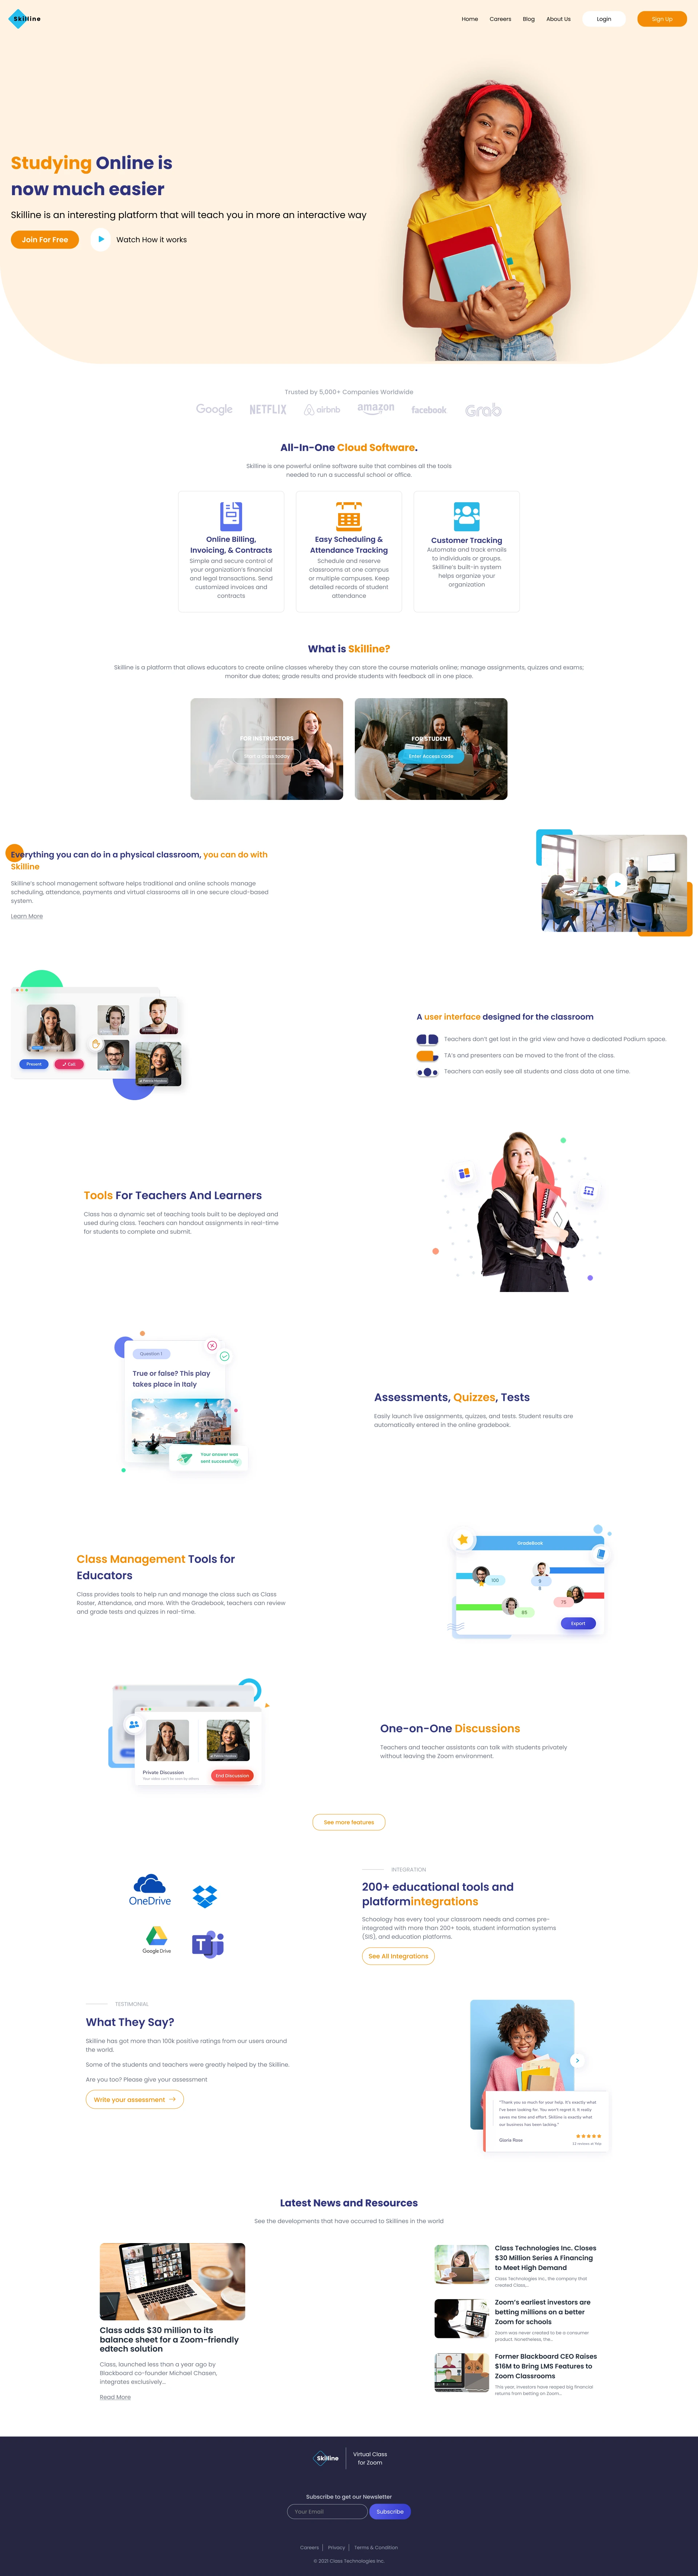 Skilline
Home
Careers
Blog
About Us
Login
Sign Up
Studying Online is
now much easier
Skilline is an interesting platform that will teach you in more an interactive way
Join For Free
Watch How it works
Trusted by 5,000+ Companies Worldwide
Google
NETFLIX
airbnb
amazon
facebook
Grab
All-In-One Cloud Software.
Skilline is one powerful online software suite that combines all the tools
needed to run a successful school or office.
Online Billing,
Invoicing, & Contracts
Simple and secure control of
your organization's financial
and legal transactions. Send
customized invoices and
contracts
Easy Scheduling &
Attendance Tracking
Schedule and reserve
classrooms at one campus
or multiple campuses. Keep
detailed records of student
attendance
Customer Tracking
Automate and track emails
to individuals or groups.
Skilline's built-in system
helps organize your
organization
What is Skilline?
Skilline is a platform that allows educators to create online classes whereby they can store the course materials online; manage assignments, quizzes and exams;
monitor due dates; grade results and provide students with feedback all in one place.
FOR INSTRUCTORS
Start a class today
FOR STUDENT
Enter Access code
Everything you can do in a physical classroom, you can do with
Skilline
Skilline's school management software helps traditional and online schools manage
scheduling, attendance, payments and virtual classrooms all in one secure cloud-based
system.
Learn More
Present
Call
A user interface designed for the classroom
Teachers don't get lost in the grid view and have a dedicated Podium space.
TA's and presenters can be moved to the front of the class.
Teachers can easily see all students and class data at one time.
Tools For Teachers And Learners
Class has a dynamic set of teaching tools built to be deployed and
used during class. Teachers can handout assignments in real-time
for students to complete and submit.
Question 1
True or false? This play
takes place in Italy
Your answer was
sent successfully
Assessments, Quizzes, Tests
Easily launch live assignments, quizzes, and tests. Student results are
automatically entered in the online gradebook.
Class Management Tools for
Educators
Class provides tools to help run and manage the class such as Class
Roster, Attendance, and more. With the Gradebook, teachers can review
and grade tests and quizzes in real-time.
GradeBook
100
75
85
Export
Private Discussion
Your video can't be seen by others
End Discussion
One-on-One Discussions
Teachers and teacher assistants can talk with students privately
without leaving the Zoom environment.
See more features
OneDrive
Google Drive
INTEGRATION
200+ educational tools and
platformintegrations
Schoology has every tool your classroom needs and comes pre-
integrated with more than 200+ tools, student information systems
(SIS), and education platforms.
See All Integrations
TESTIMONIAL
What They Say?
Skilline has got more than 100k positive ratings from our users around
the world.
Some of the students and teachers were greatly helped by the Skilline.
Are you too? Please give your assessment
Write your assessment
"Thank you so much for your help. It's exactly what
I've been looking for. You won't regret it. It really
saves me time and effort. Skilline is exactly what
our business has been lacking."
Gloria Rose
12 reviews at Yelp
Latest News and Resources
See the developments that have occurred to Skillines in the world
Class adds $30 million to its
balance sheet for a Zoom-friendly
edtech solution
Class, launched less than a year ago by
Blackboard co-founder Michael Chasen,
integrates exclusively...
Read More
Class Technologies Inc. Closes
$30 Million Series A Financing
to Meet High Demand
Class Technologies Inc., the company that
created Class,...
Zoom's earliest investors are
betting millions on a better
Zoom for schools
Zoom was never created to be a consumer
product. Nonetheless, the...
Former Blackboard CEO Raises
$16M to Bring LMS Features to
Zoom Classrooms
This year, investors have reaped big financial
returns from betting on Zoom...
Skilline
Virtual Class
for Zoom
Subscribe to get our Newsletter
Your Email
Subscribe
Careers
Privacy
Terms & Condition
© 2021 Class Technologies Inc.